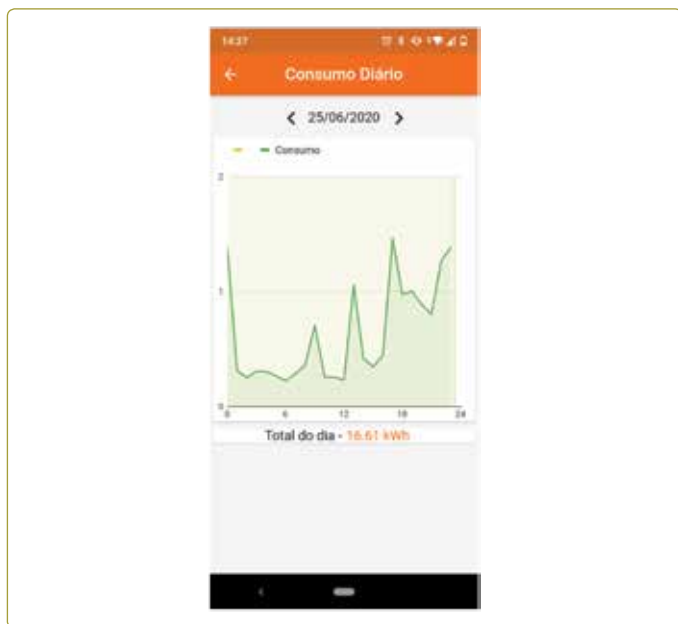 14:37
Consumo Diário
25/06/2020
Consumo
2
1
0
0 6 12 18 24
Total do dia - 16.61 kWh